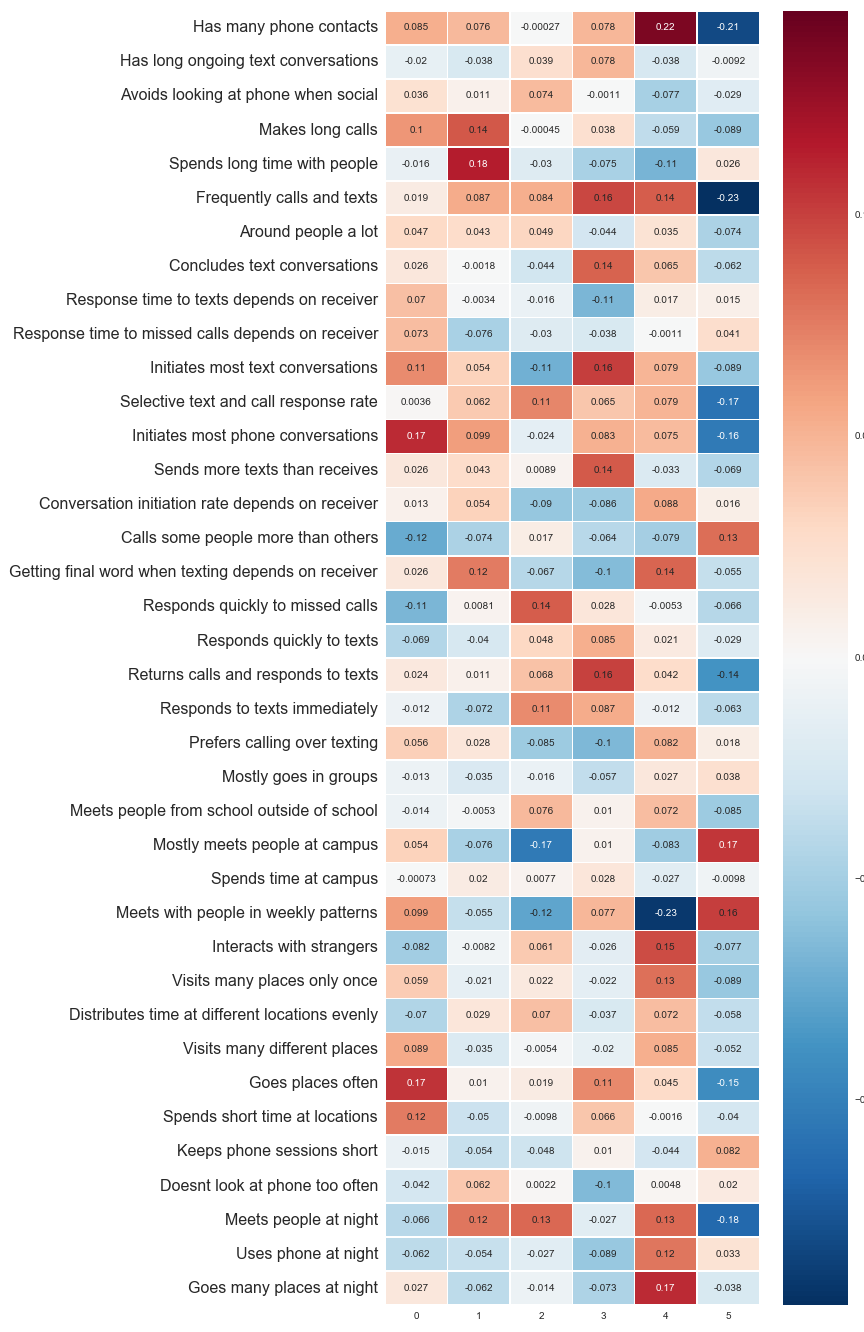 Has many phone contacts 0.085 0.076 -0.00027 0.078 0.22 -0.21
Has long ongoing text conversations -0.02 -0.038 0.039 0.078 -0.038 -0.0092
Avoids looking at phone when social 0.036 0.011 0.074 -0.0011 -0.077 -0.029
Makes long calls 0.1 0.14 -0.00045 0.038 -0.059 -0.089
Spends long time with people -0.016 0.18 -0.03 -0.075 -0.11 0.026
Frequently calls and texts 0.019 0.087 0.084 0.16 0.14 -0.23
Around people a lot 0.047 0.043 0.049 -0.044 0.035 -0.074
Concludes text conversations 0.026 -0.0018 -0.044 0.14 0.065 -0.062
Response time to texts depends on receiver 0.07 -0.0034 -0.016 -0.11 0.017 0.015
Response time to missed calls depends on receiver 0.073 -0.076 -0.03 -0.038 -0.0011 0.041
Initiates most text conversations 0.11 0.054 -0.11 0.16 0.079 -0.089
Selective text and call response rate 0.0036 0.062 0.11 0.065 0.079 -0.17
Initiates most phone conversations 0.17 0.099 -0.024 0.083 0.075 -0.16
Sends more texts than receives 0.026 0.043 0.0089 0.14 -0.033 -0.069
Conversation initiation rate depends on receiver 0.013 0.054 -0.09 -0.086 0.088 0.016
Calls some people more than others -0.12 -0.074 0.017 -0.064 -0.079 0.13
Getting final word when texting depends on receiver 0.026 0.12 -0.067 -0.1 0.14 -0.055
Responds quickly to missed calls -0.11 0.0081 0.14 0.028 -0.0053 -0.066
Responds quickly to texts -0.069 -0.04 0.048 0.085 0.021 -0.029
Returns calls and responds to texts 0.024 0.011 0.068 0.16 0.042 -0.14
Responds to texts immediately -0.012 -0.072 0.11 0.087 -0.012 -0.063
Prefers calling over texting 0.056 0.028 -0.085 -0.1 0.082 0.018
Mostly goes in groups -0.013 -0.035 -0.016 -0.057 0.027 0.038
Meets people from school outside of school -0.014 -0.0053 0.076 0.01 0.072 -0.085
Mostly meets people at campus 0.054 -0.076 -0.17 0.01 -0.083 0.17
Spends time at campus -0.00073 0.02 0.0077 0.028 -0.027 -0.0098
Meets with people in weekly patterns 0.099 -0.055 -0.12 0.077 -0.23 0.16
Interacts with strangers -0.082 -0.0082 0.061 -0.026 0.15 -0.077
Visits many places only once 0.059 -0.021 0.022 -0.022 0.13 -0.089
Distributes time at different locations evenly -0.07 0.029 0.07 -0.037 0.072 -0.058
Visits many different places 0.089 -0.035 -0.0054 -0.02 0.085 -0.052
Goes places often 0.17 0.01 0.019 0.11 0.045 -0.15
Spends short time at locations 0.12 -0.05 -0.0098 0.066 -0.0016 -0.04
Keeps phone sessions short -0.015 -0.054 -0.048 0.01 -0.044 0.082
Doesnt look at phone too often -0.042 0.062 0.0022 -0.1 0.0048 0.02
Meets people at night -0.066 0.12 0.13 -0.027 0.13 -0.18
Uses phone at night -0.062 -0.054 -0.027 -0.089 0.12 0.033
Goes many places at night 0.027 -0.062 -0.014 -0.073 0.17 -0.038
0 1 2 3 4 5